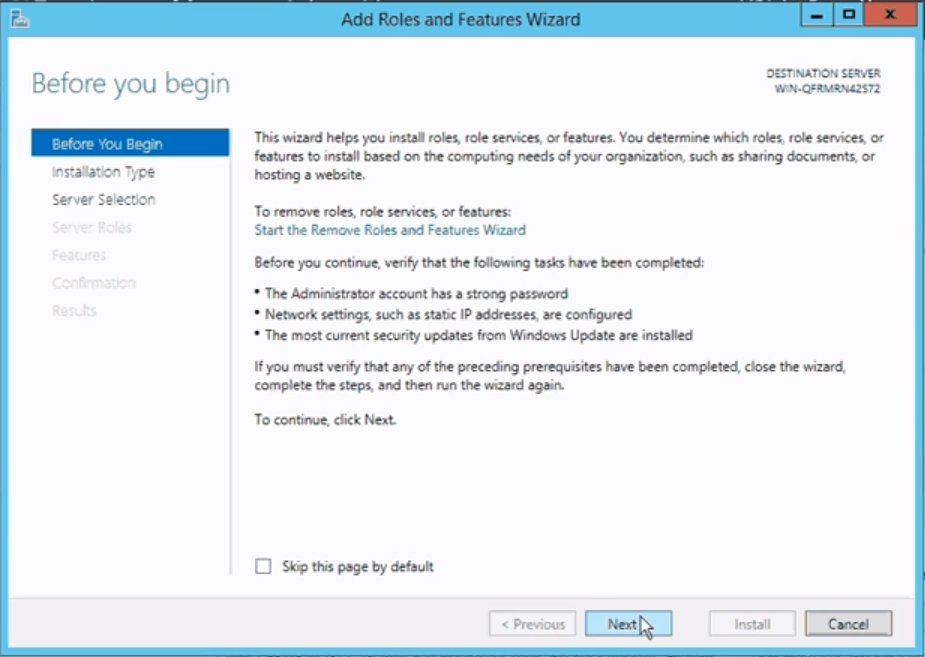 Add Roles and Features Wizard
Before you begin
DESTINATION SERVER
WIN-QFRMRN42S72
Before You Begin
Installation Type
Server Selection
Server Roles
Features
Confirmation
Results
This wizard helps you install roles, role services, or features. You determine which roles, role services, or
features to install based on the computing needs of your organization, such as sharing documents, or
hosting a website.
To remove roles, role services, or features:
Start the Remove Roles and Features Wizard
Before you continue, verify that the following tasks have been completed:
• The Administrator account has a strong password
• Network settings, such as static IP addresses, are configured
• The most current security updates from Windows Update are installed
If you must verify that any of the preceding prerequisites have been completed, close the wizard,
complete the steps, and then run the wizard again.
To continue, click Next.
Skip this page by default
< Previous
Next
Install
Cancel